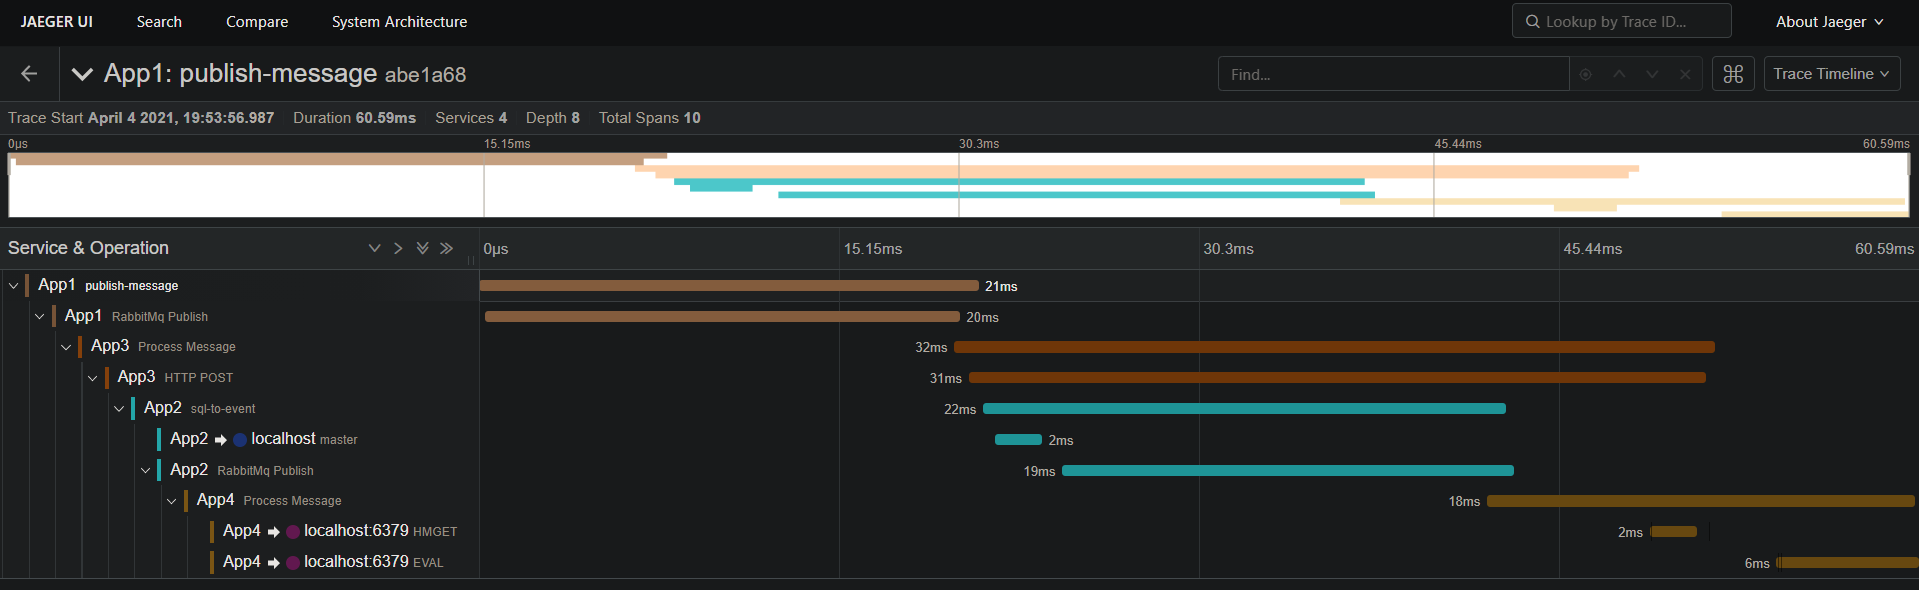 JAEGER UI Search Compare System Architecture Lookup by Trace ID... About Jaeger
App1: publish-message abe1a68 Find... Trace Timeline
Trace Start April 4 2021, 19:53:56.987 Duration 60.59ms Services 4 Depth 8 Total Spans 10
0μs 15.15ms 30.3ms 45.44ms 60.59ms
Service & Operation 0μs 15.15ms 30.3ms 45.44ms 60.59ms
App1 publish-message 21ms
App1 RabbitMq Publish 20ms
App3 Process Message 32ms
App3 HTTP POST 31ms
App2 sql-to-event 22ms
App2 localhost master 2ms
App2 RabbitMq Publish 19ms
App4 Process Message 18ms
App4 localhost:6379 HMGET 2ms
App4 localhost:6379 EVAL 6ms